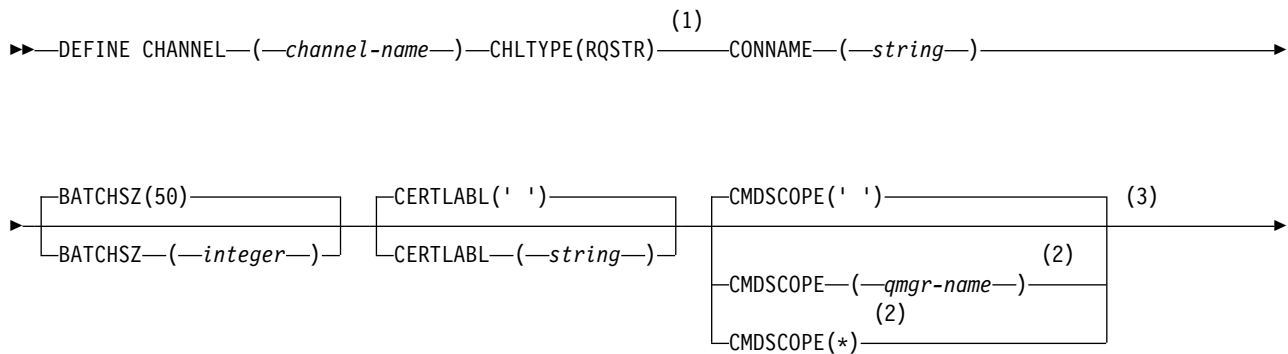 (1)
DEFINE CHANNEL ( channel-name ) CHLTYPE(RQSTR) CONNAME ( string )
BATCHSZ(50) CERTLABL(' ') CMDSCOPE(' ') (3)
BATCHSZ ( integer ) CERTLABL ( string ) (2)
CMDSCOPE ( qmgr-name )
(2)
CMDSCOPE(*)